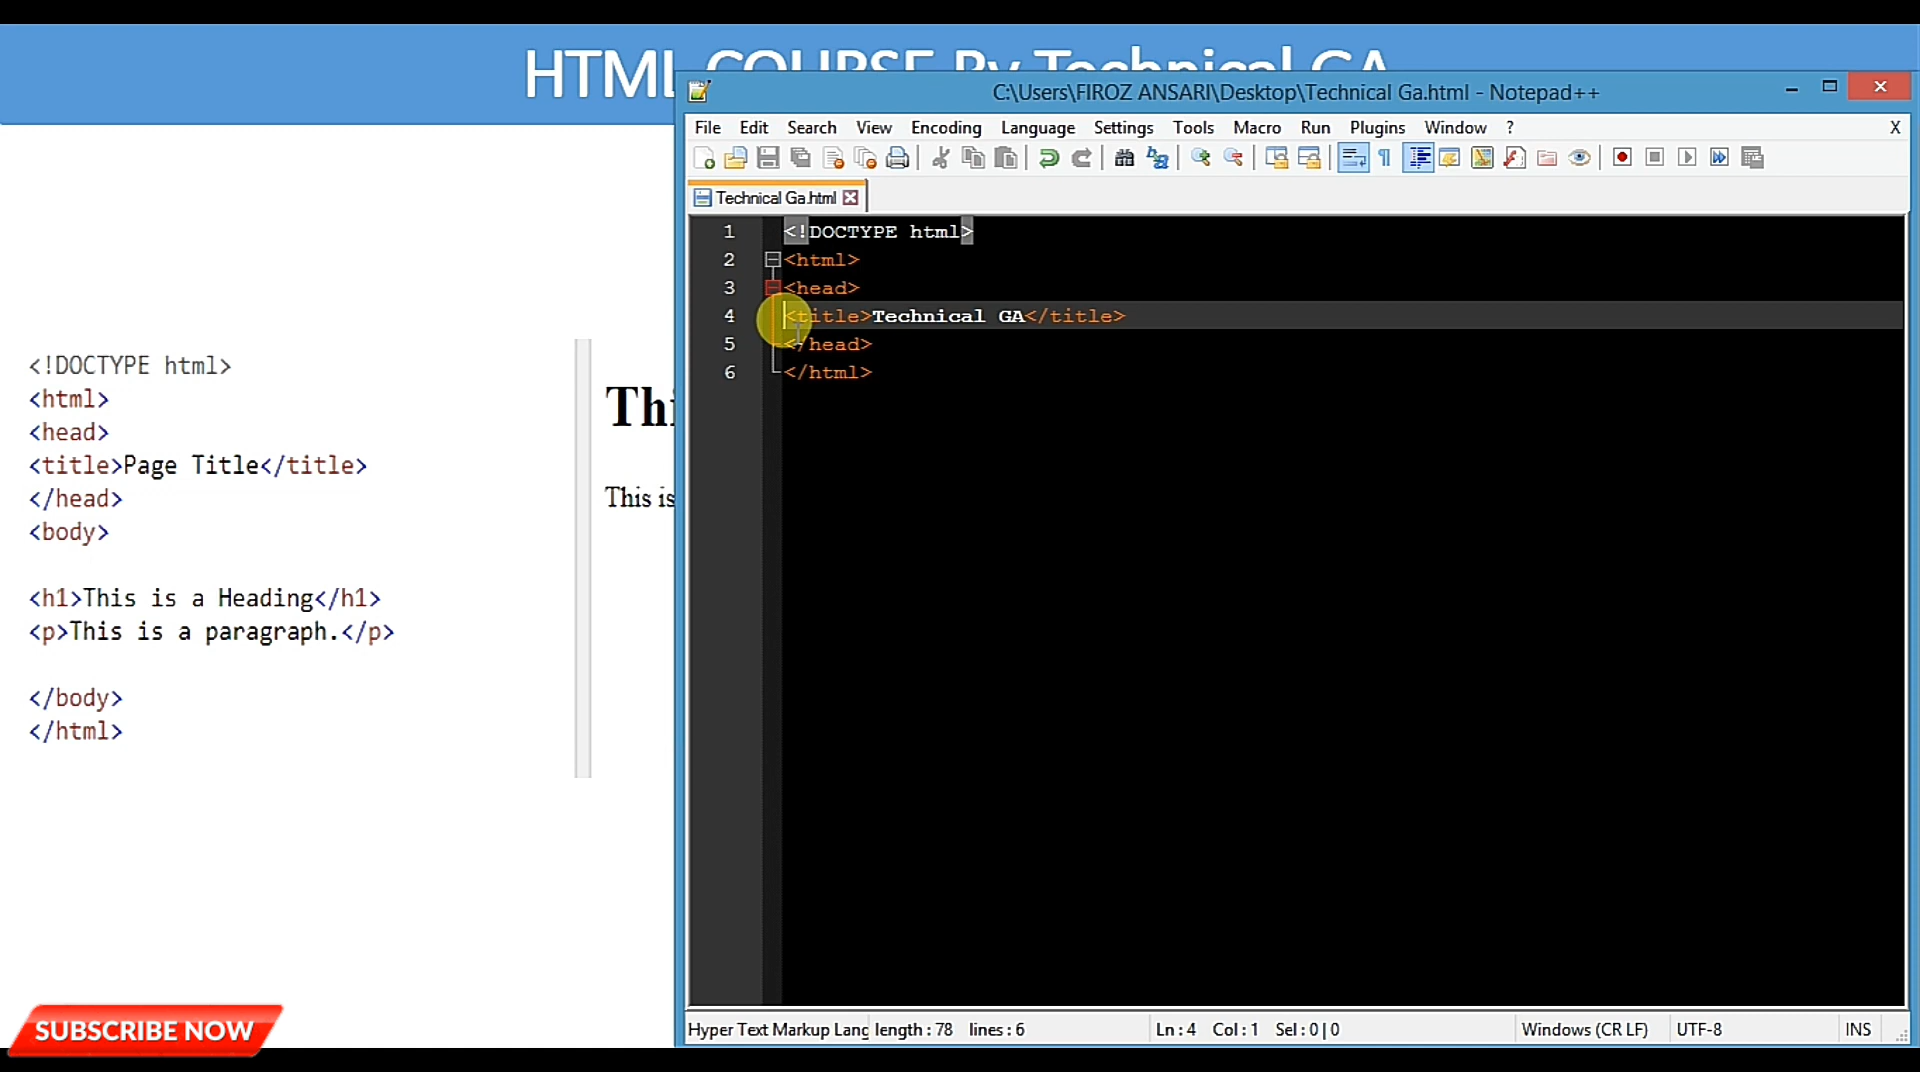 HTML COURSE By Technical GA
C:\Users\FIROZ ANSARI\Desktop\Technical Ga.html - Notepad++
File Edit Search View Encoding Language Settings Tools Macro Run Plugins Window ? X
Technical Ga.html
1 <!DOCTYPE html>
2 <html>
3 <head>
4 <title>Technical GA</title>
5 </head>
6 </html>
<!DOCTYPE html>
<html>
<head>
<title>Page Title</title>
</head>
<body>
<h1>This is a Heading</h1>
<p>This is a paragraph.</p>
</body>
</html>
Thi
This is
SUBSCRIBE NOW
Hyper Text Markup Lang length : 78 lines : 6 Ln : 4 Col : 1 Sel : 0 | 0 Windows (CR LF) UTF-8 INS